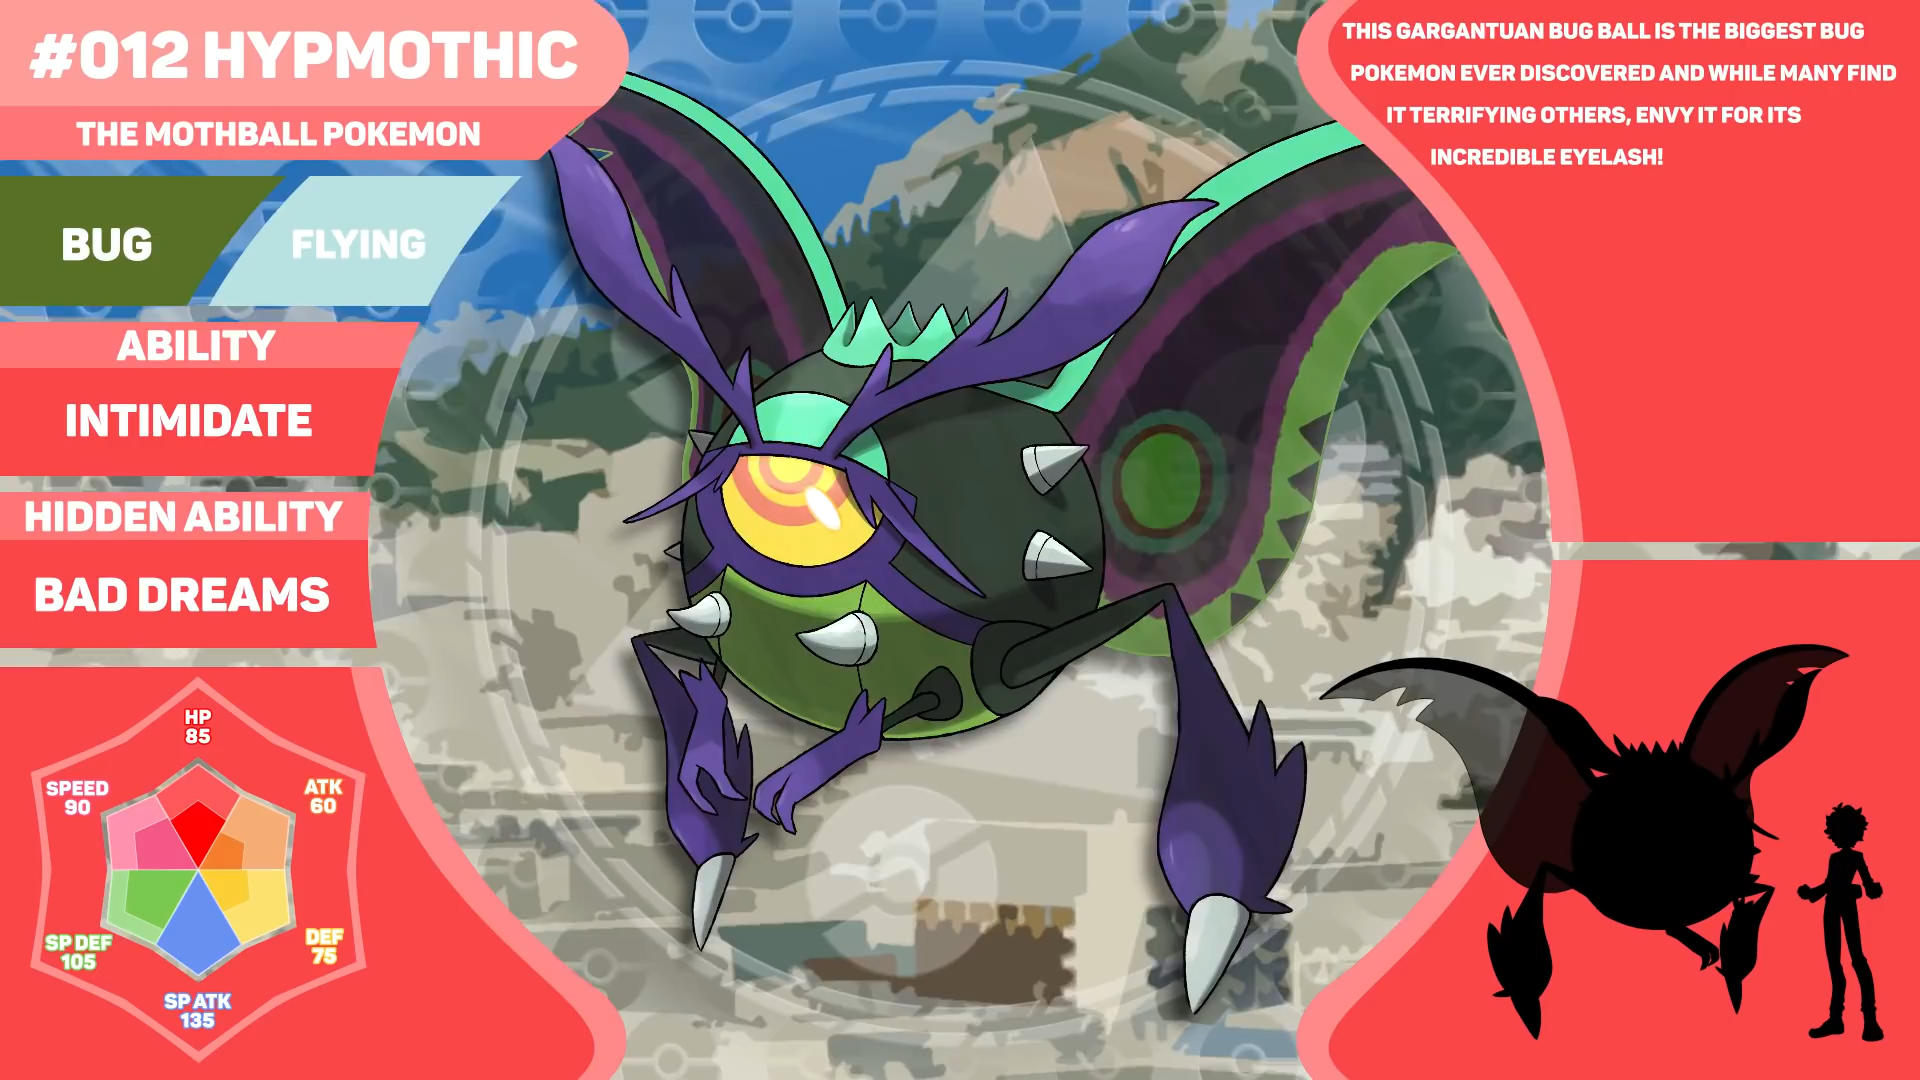 #012 HYPMOTHIC
THE MOTHBALL POKEMON
BUG
FLYING
ABILITY
INTIMIDATE
HIDDEN ABILITY
BAD DREAMS
HP
85
SPEED
90
ATK
60
SP DEF
105
DEF
75
SP ATK
135
THIS GARGANTUAN BUG BALL IS THE BIGGEST BUG
POKEMON EVER DISCOVERED AND WHILE MANY FIND
IT TERRIFYING OTHERS, ENVY IT FOR ITS
INCREDIBLE EYELASH!